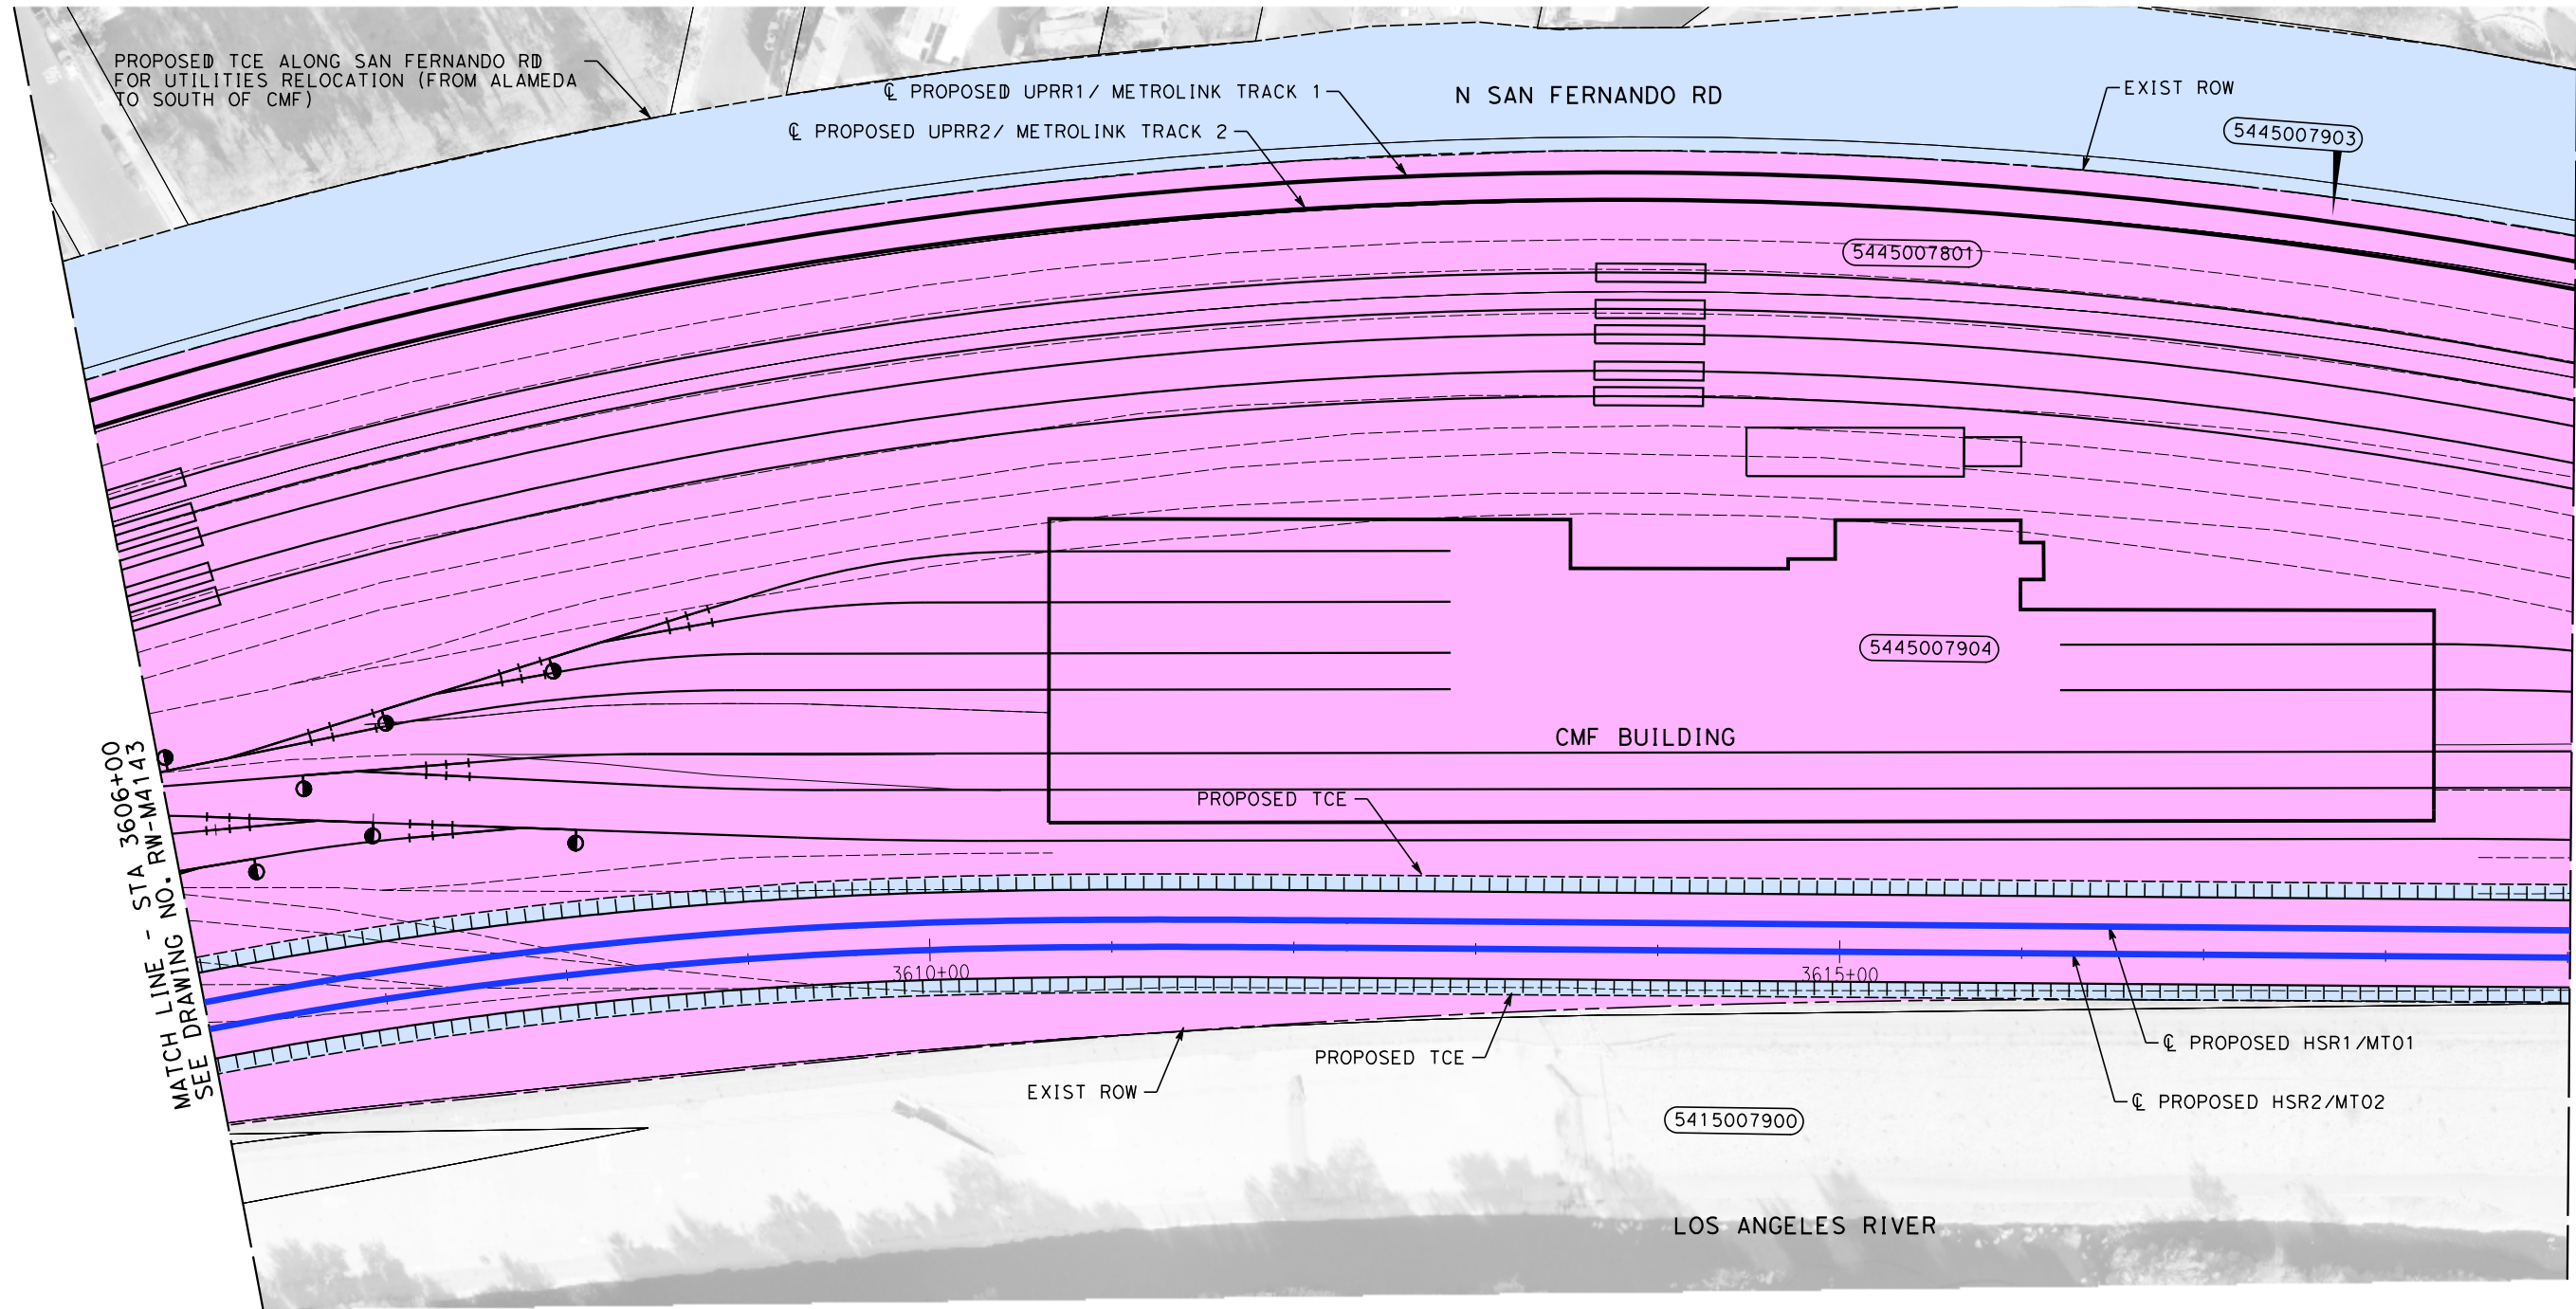 PROPOSED TCE ALONG SAN FERNANDO RD
FOR UTILITIES RELOCATION (FROM ALAMEDA
TO SOUTH OF CMF)
℄ PROPOSED UPRR1/ METROLINK TRACK 1
℄ PROPOSED UPRR2/ METROLINK TRACK 2
N SAN FERNANDO RD
EXIST ROW
5445007903
5445007801
5445007904
CMF BUILDING
PROPOSED TCE
MATCH LINE - STA 3606+00
SEE DRAWING NO. RW-M4143
3610+00
3615+00
PROPOSED TCE
EXIST ROW
℄ PROPOSED HSR1/MT01
℄ PROPOSED HSR2/MT02
5415007900
LOS ANGELES RIVER